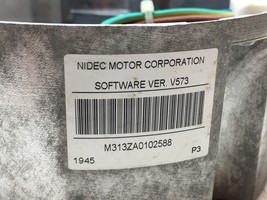 NIDEC MOTOR CORPORATION
SOFTWARE VER. V573
M313ZA0102588
1945 P3